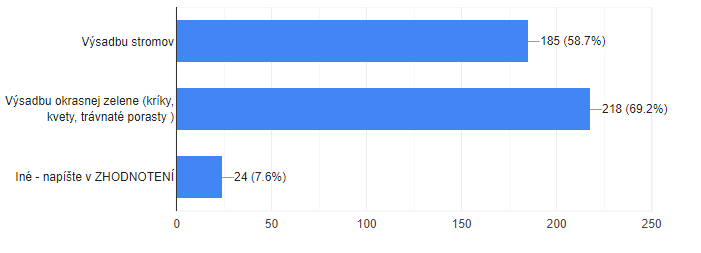 Výsadbu stromov
185 (58.7%)
Výsadbu okrasnej zelene (kríky,
kvety, trávnaté porasty )
218 (69.2%)
Iné - napíšte v ZHODNOTENÍ
24 (7.6%)
0 50 100 150 200 250